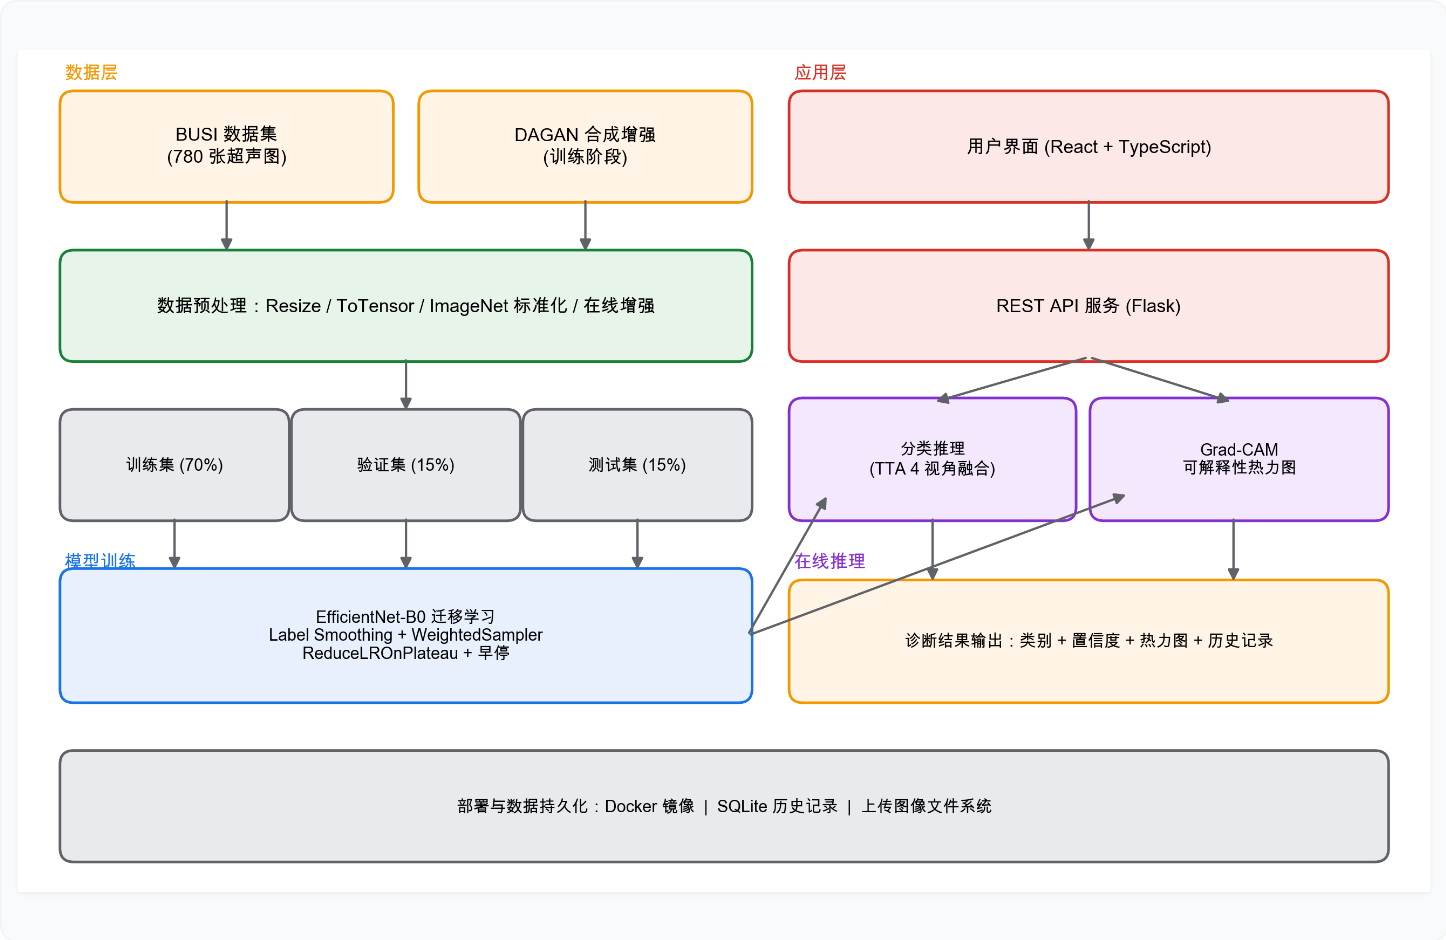 数据层
BUSI 数据集
(780 张超声图)
DAGAN 合成增强
(训练阶段)
数据预处理：Resize / ToTensor / ImageNet 标准化 / 在线增强
训练集 (70%)
验证集 (15%)
测试集 (15%)
模型训练
EfficientNet-B0 迁移学习
Label Smoothing + WeightedSampler
ReduceLROnPlateau + 早停
应用层
用户界面 (React + TypeScript)
REST API 服务 (Flask)
分类推理
(TTA 4 视角融合)
Grad-CAM
可解释性热力图
在线推理
诊断结果输出：类别 + 置信度 + 热力图 + 历史记录
部署与数据持久化：Docker 镜像 | SQLite 历史记录 | 上传图像文件系统